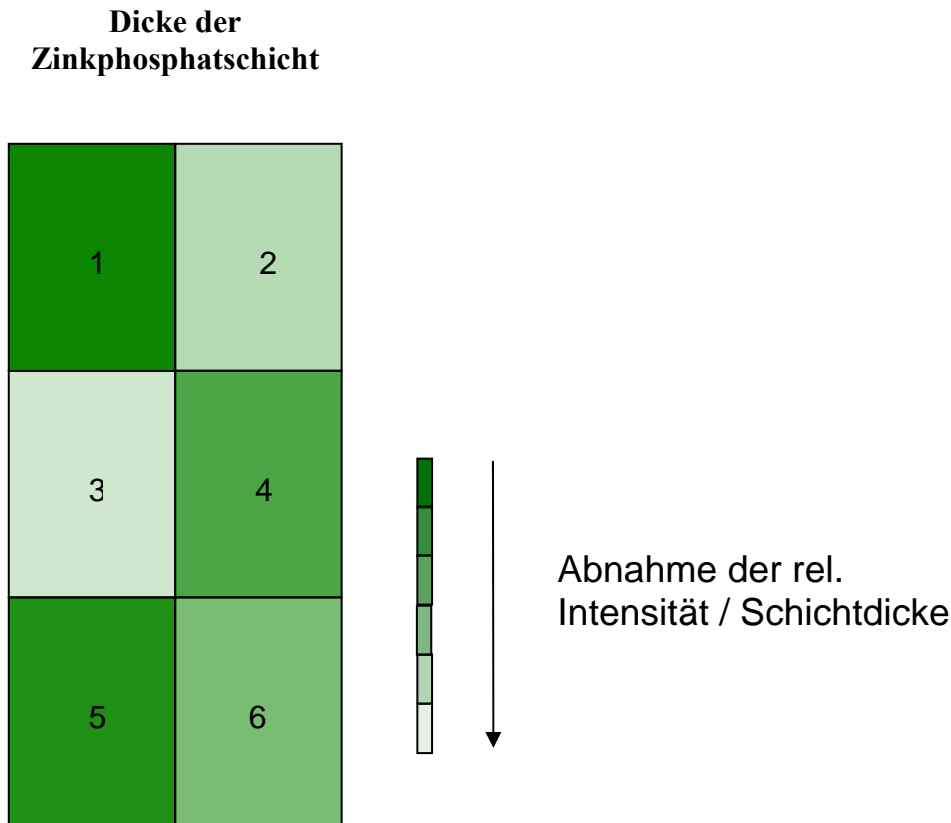 Dicke der
Zinkphosphatschicht
1
2
3
4
Abnahme der rel.
Intensität / Schichtdicke
5
6